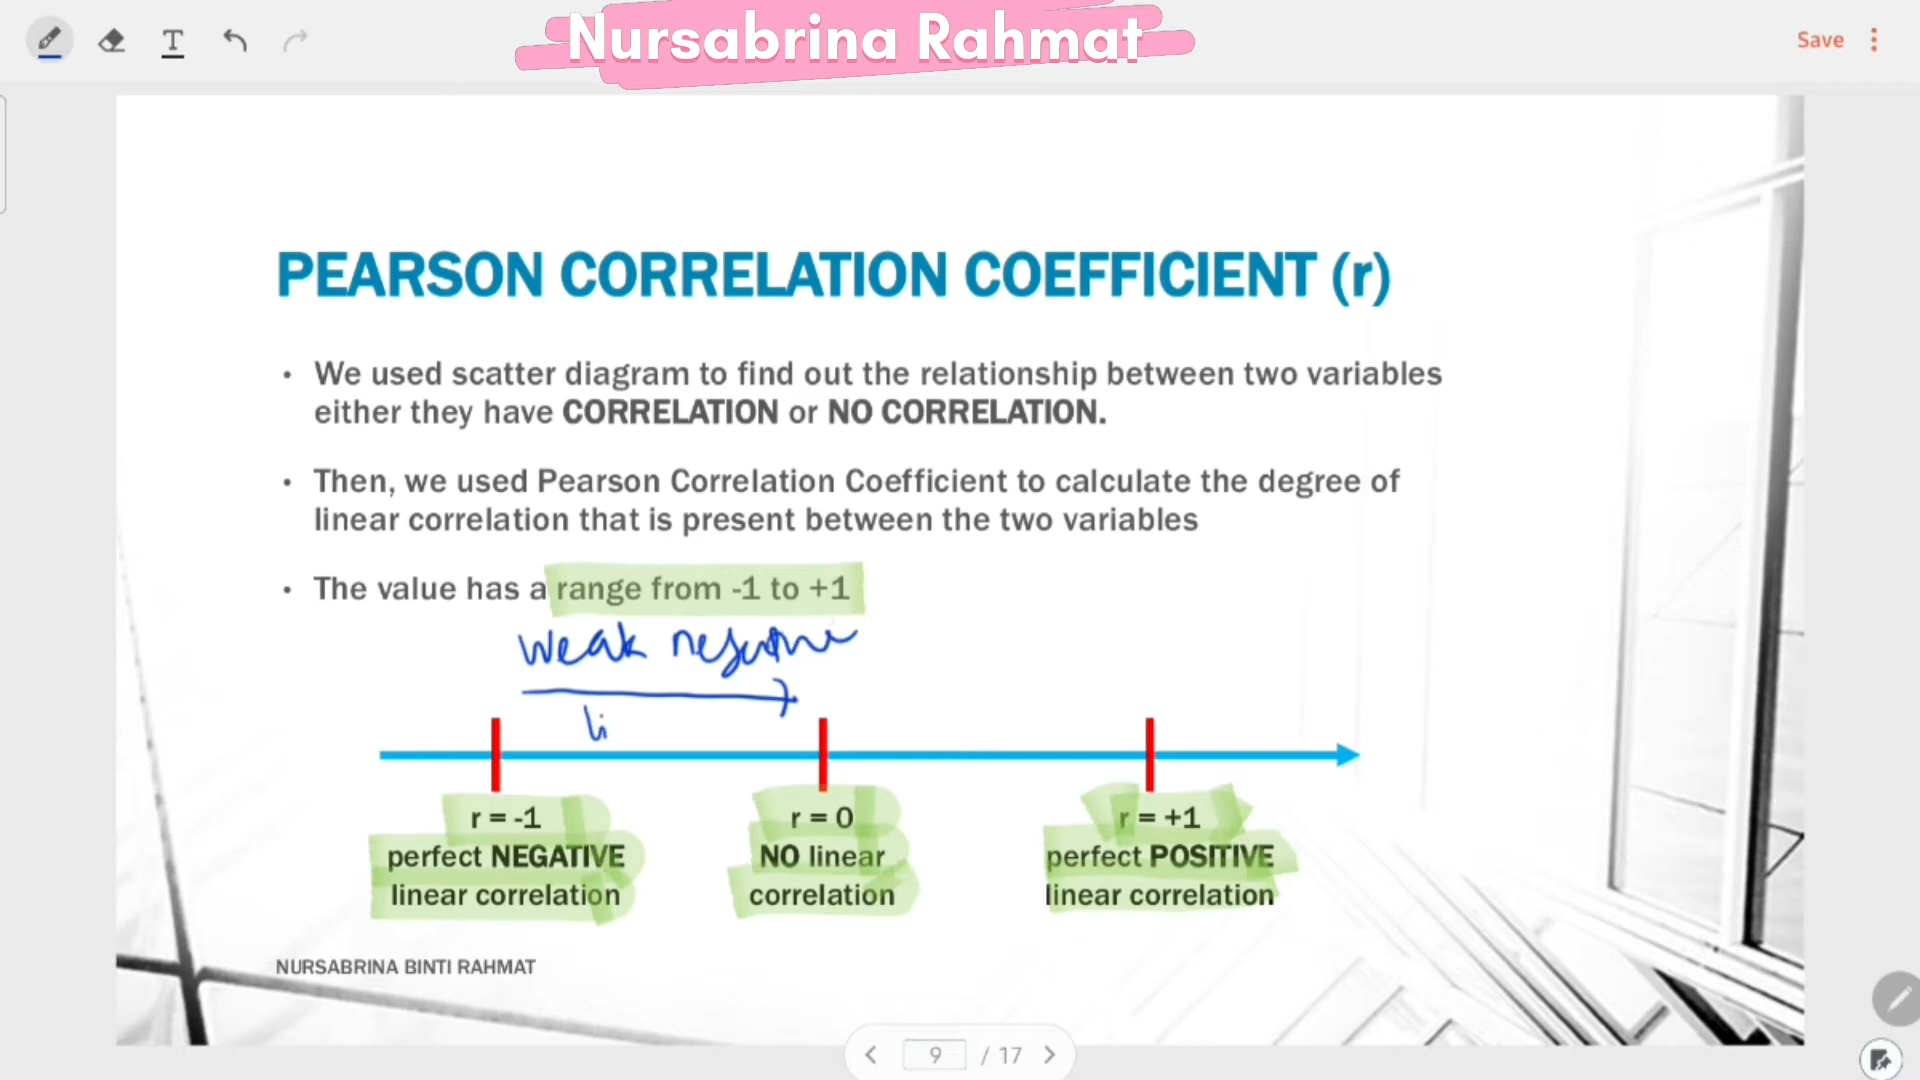 Nursabrina Rahmat
T
Save
PEARSON CORRELATION COEFFICIENT (r)
• We used scatter diagram to find out the relationship between two variables
either they have CORRELATION or NO CORRELATION.
• Then, we used Pearson Correlation Coefficient to calculate the degree of
linear correlation that is present between the two variables
• The value has a range from -1 to +1
weak negative
li
r = -1
perfect NEGATIVE
linear correlation
r = 0
NO linear
correlation
r = +1
perfect POSITIVE
linear correlation
NURSABRINA BINTI RAHMAT
9 / 17